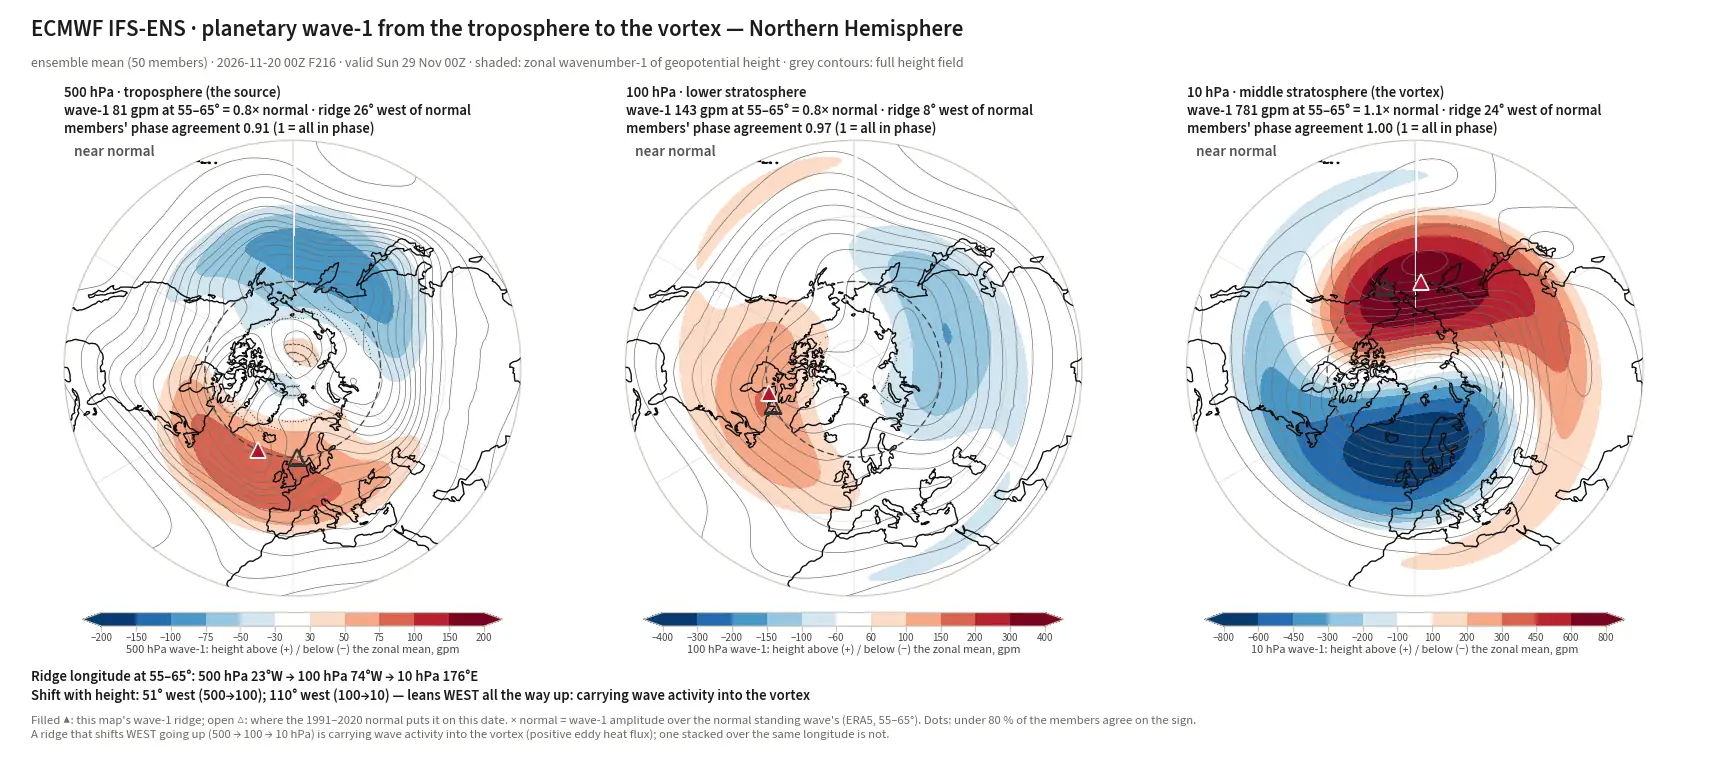 ECMWF IFS-ENS · planetary wave-1 from the troposphere to the vortex — Northern Hemisphere
ensemble mean (50 members) · 2026-11-20 00Z F216 · valid Sun 29 Nov 00Z · shaded: zonal wavenumber-1 of geopotential height · grey contours: full height field
500 hPa · troposphere (the source)
wave-1 81 gpm at 55–65° = 0.8× normal · ridge 26° west of normal
members' phase agreement 0.91 (1 = all in phase)
near normal
100 hPa · lower stratosphere
wave-1 143 gpm at 55–65° = 0.8× normal · ridge 8° west of normal
members' phase agreement 0.97 (1 = all in phase)
near normal
10 hPa · middle stratosphere (the vortex)
wave-1 781 gpm at 55–65° = 1.1× normal · ridge 24° west of normal
members' phase agreement 1.00 (1 = all in phase)
near normal
−200 −150 −100 −75 −50 −30 30 50 75 100 150 200
500 hPa wave-1: height above (+) / below (−) the zonal mean, gpm
−400 −300 −200 −150 −100 −60 60 100 150 200 300 400
100 hPa wave-1: height above (+) / below (−) the zonal mean, gpm
−800 −600 −450 −300 −200 −100 100 200 300 450 600 800
10 hPa wave-1: height above (+) / below (−) the zonal mean, gpm
Ridge longitude at 55–65°: 500 hPa 23°W → 100 hPa 74°W → 10 hPa 176°E
Shift with height: 51° west (500→100); 110° west (100→10) — leans WEST all the way up: carrying wave activity into the vortex
Filled ▲: this map's wave-1 ridge; open △: where the 1991–2020 normal puts it on this date. × normal = wave-1 amplitude over the normal standing wave's (ERA5, 55–65°). Dots: under 80 % of the members agree on the sign.
A ridge that shifts WEST going up (500 → 100 → 10 hPa) is carrying wave activity into the vortex (positive eddy heat flux); one stacked over the same longitude is not.